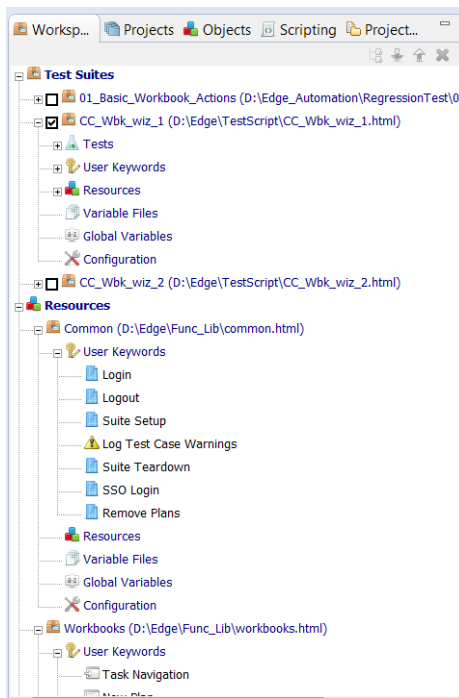 Worksp... Projects Objects Scripting Project...
Test Suites
01_Basic_Workbook_Actions (D:\Edge_Automation\RegressionTest\0
CC_Wbk_wiz_1 (D:\Edge\TestScript\CC_Wbk_wiz_1.html)
Tests
User Keywords
Resources
Variable Files
Global Variables
Configuration
CC_Wbk_wiz_2 (D:\Edge\TestScript\CC_Wbk_wiz_2.html)
Resources
Common (D:\Edge\Func_Lib\common.html)
User Keywords
Login
Logout
Suite Setup
Log Test Case Warnings
Suite Teardown
SSO Login
Remove Plans
Resources
Variable Files
Global Variables
Configuration
Workbooks (D:\Edge\Func_Lib\workbooks.html)
User Keywords
Task Navigation
New Plan